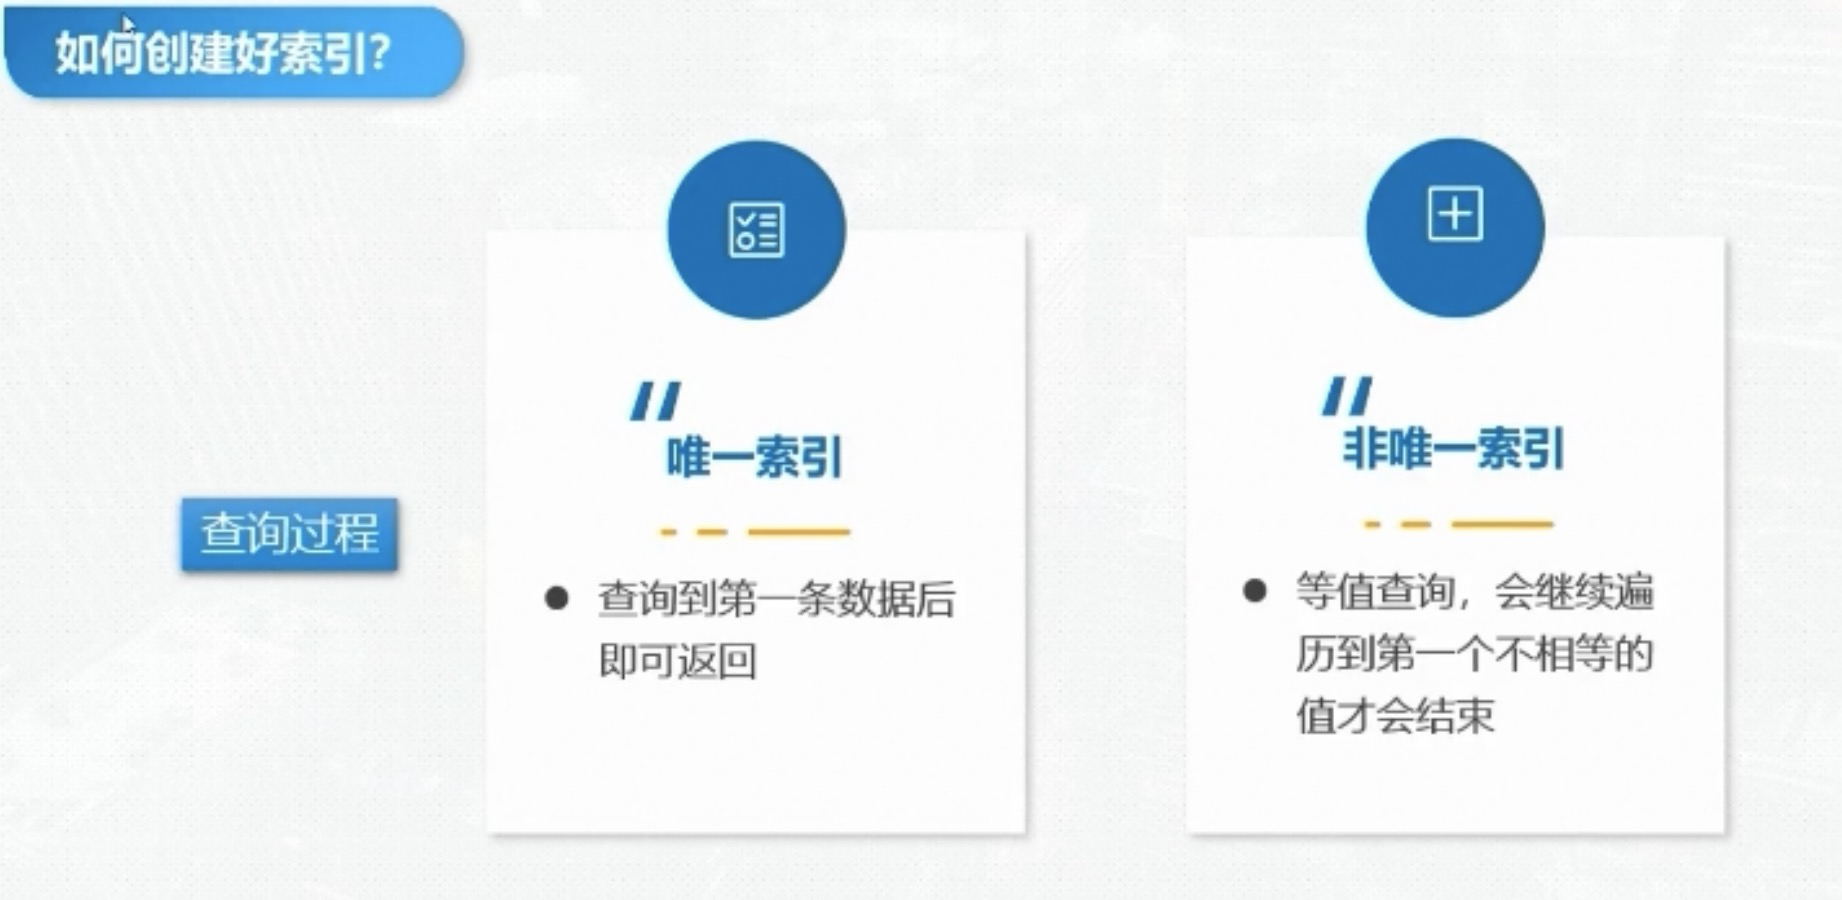 如何创建好索引?
查询过程
唯一索引
查询到第一条数据后
即可返回
非唯一索引
等值查询，会继续遍
历到第一个不相等的
值才会结束